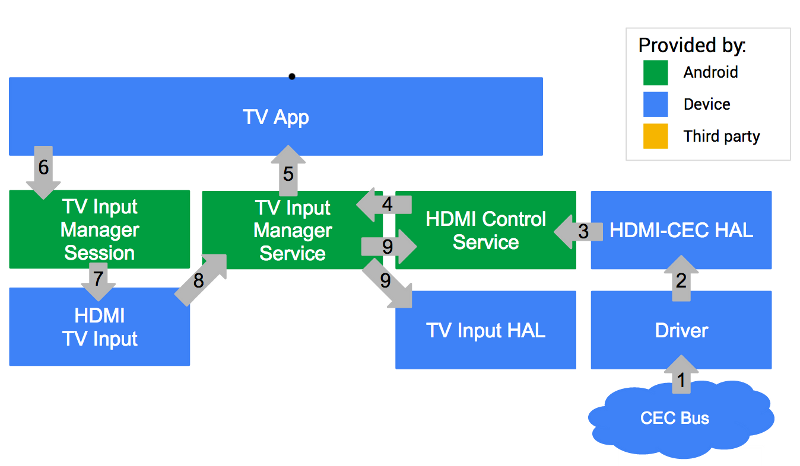 Provided by:
Android
Device
Third party
TV App
6
5
TV Input
Manager
Session
TV Input
Manager
Service
4
9
HDMI Control
Service
3
HDMI-CEC HAL
7
8
9
2
HDMI
TV Input
TV Input HAL
Driver
1
CEC Bus